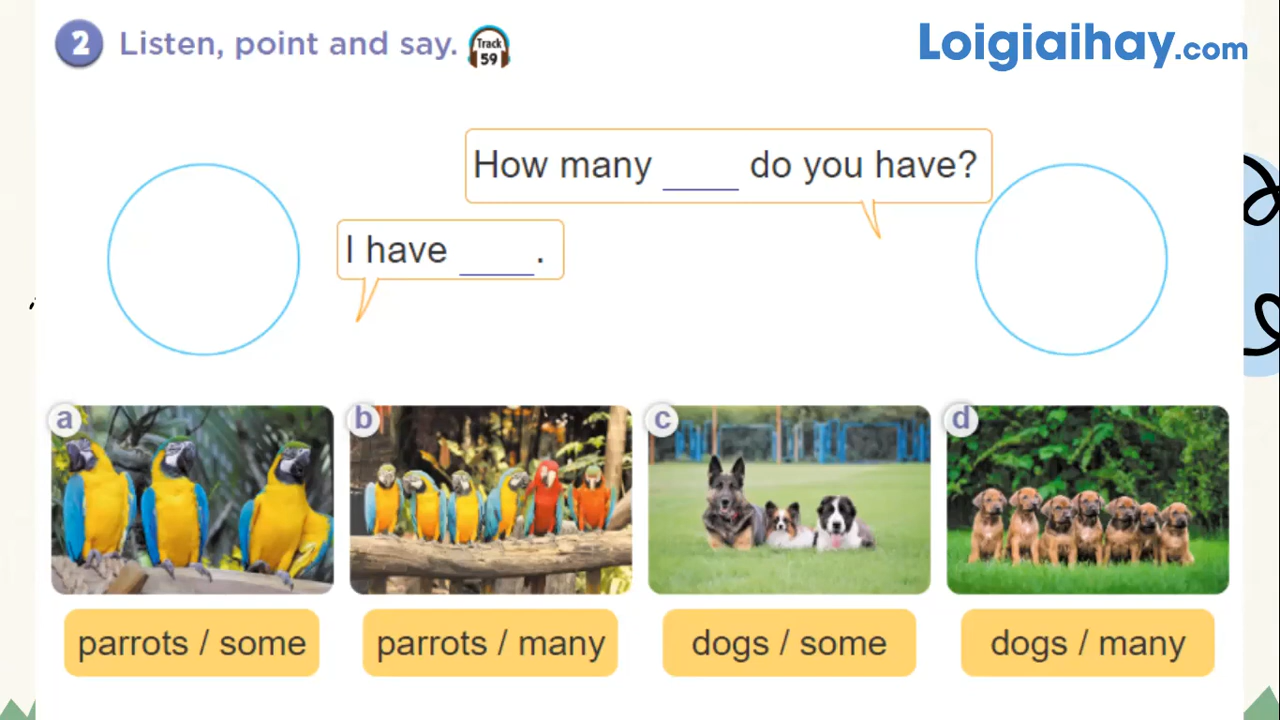 2 Listen, point and say. Track 59
Loigiaihay.com
How many ____ do you have?
I have ____.
a
b
c
d
parrots / some
parrots / many
dogs / some
dogs / many